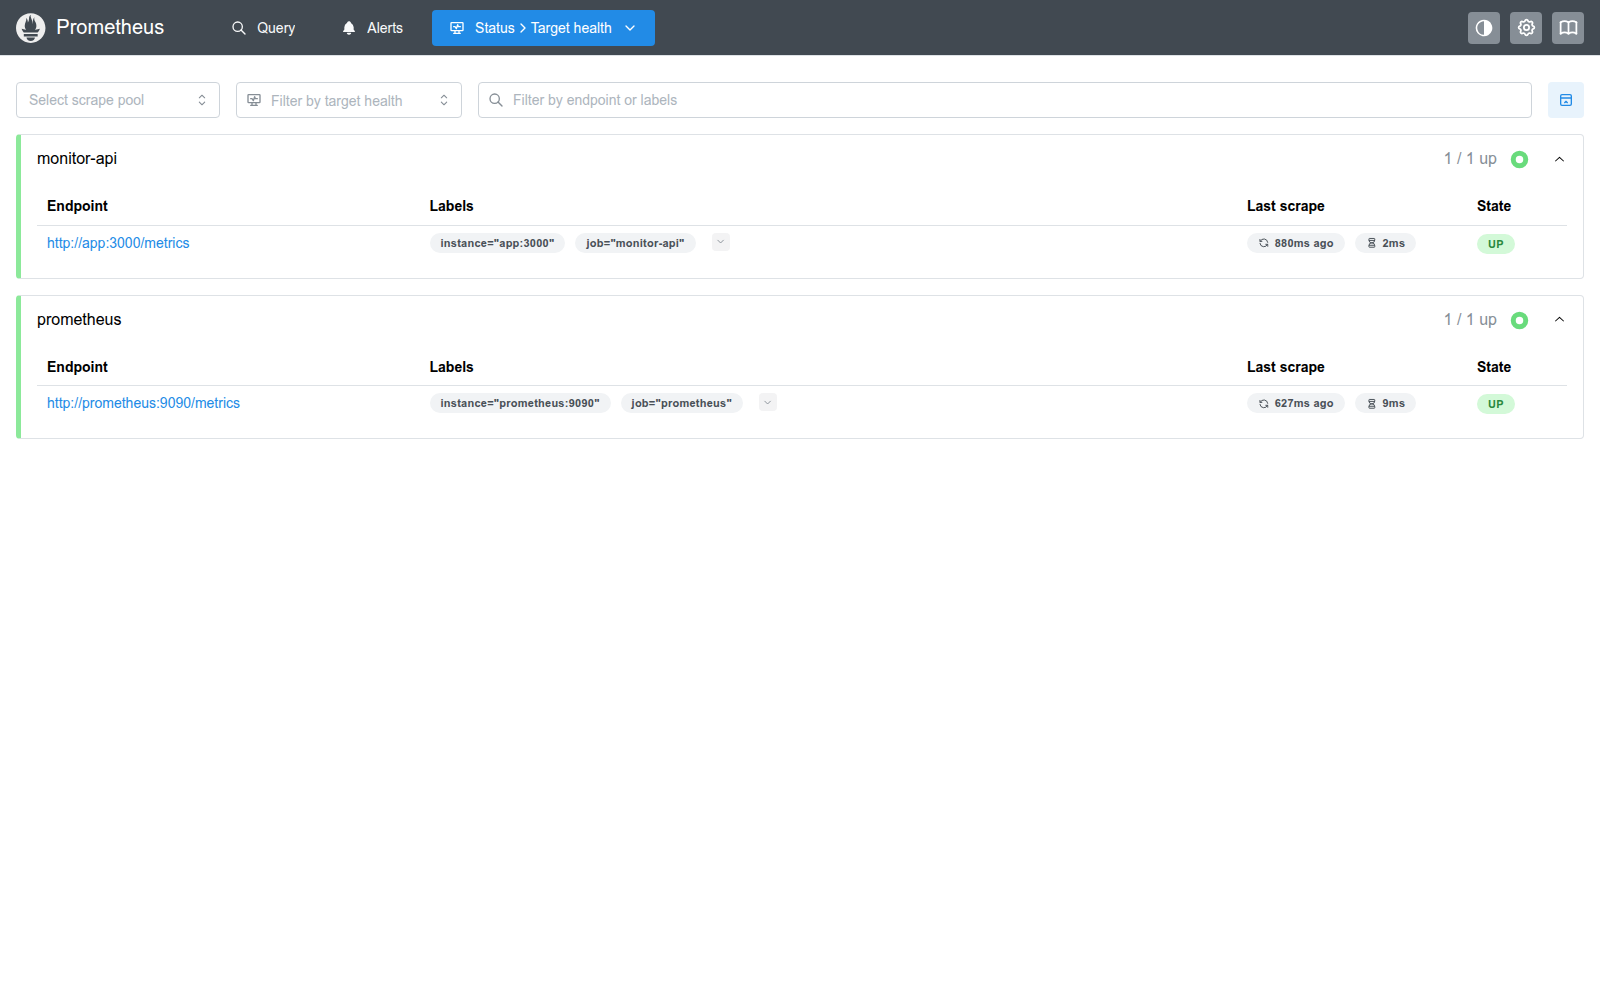 Prometheus Query Alerts Status > Target health
Select scrape pool Filter by target health Filter by endpoint or labels
monitor-api 1 / 1 up
Endpoint Labels Last scrape State
http://app:3000/metrics instance="app:3000" job="monitor-api" 880ms ago 2ms UP
prometheus 1 / 1 up
Endpoint Labels Last scrape State
http://prometheus:9090/metrics instance="prometheus:9090" job="prometheus" 627ms ago 9ms UP